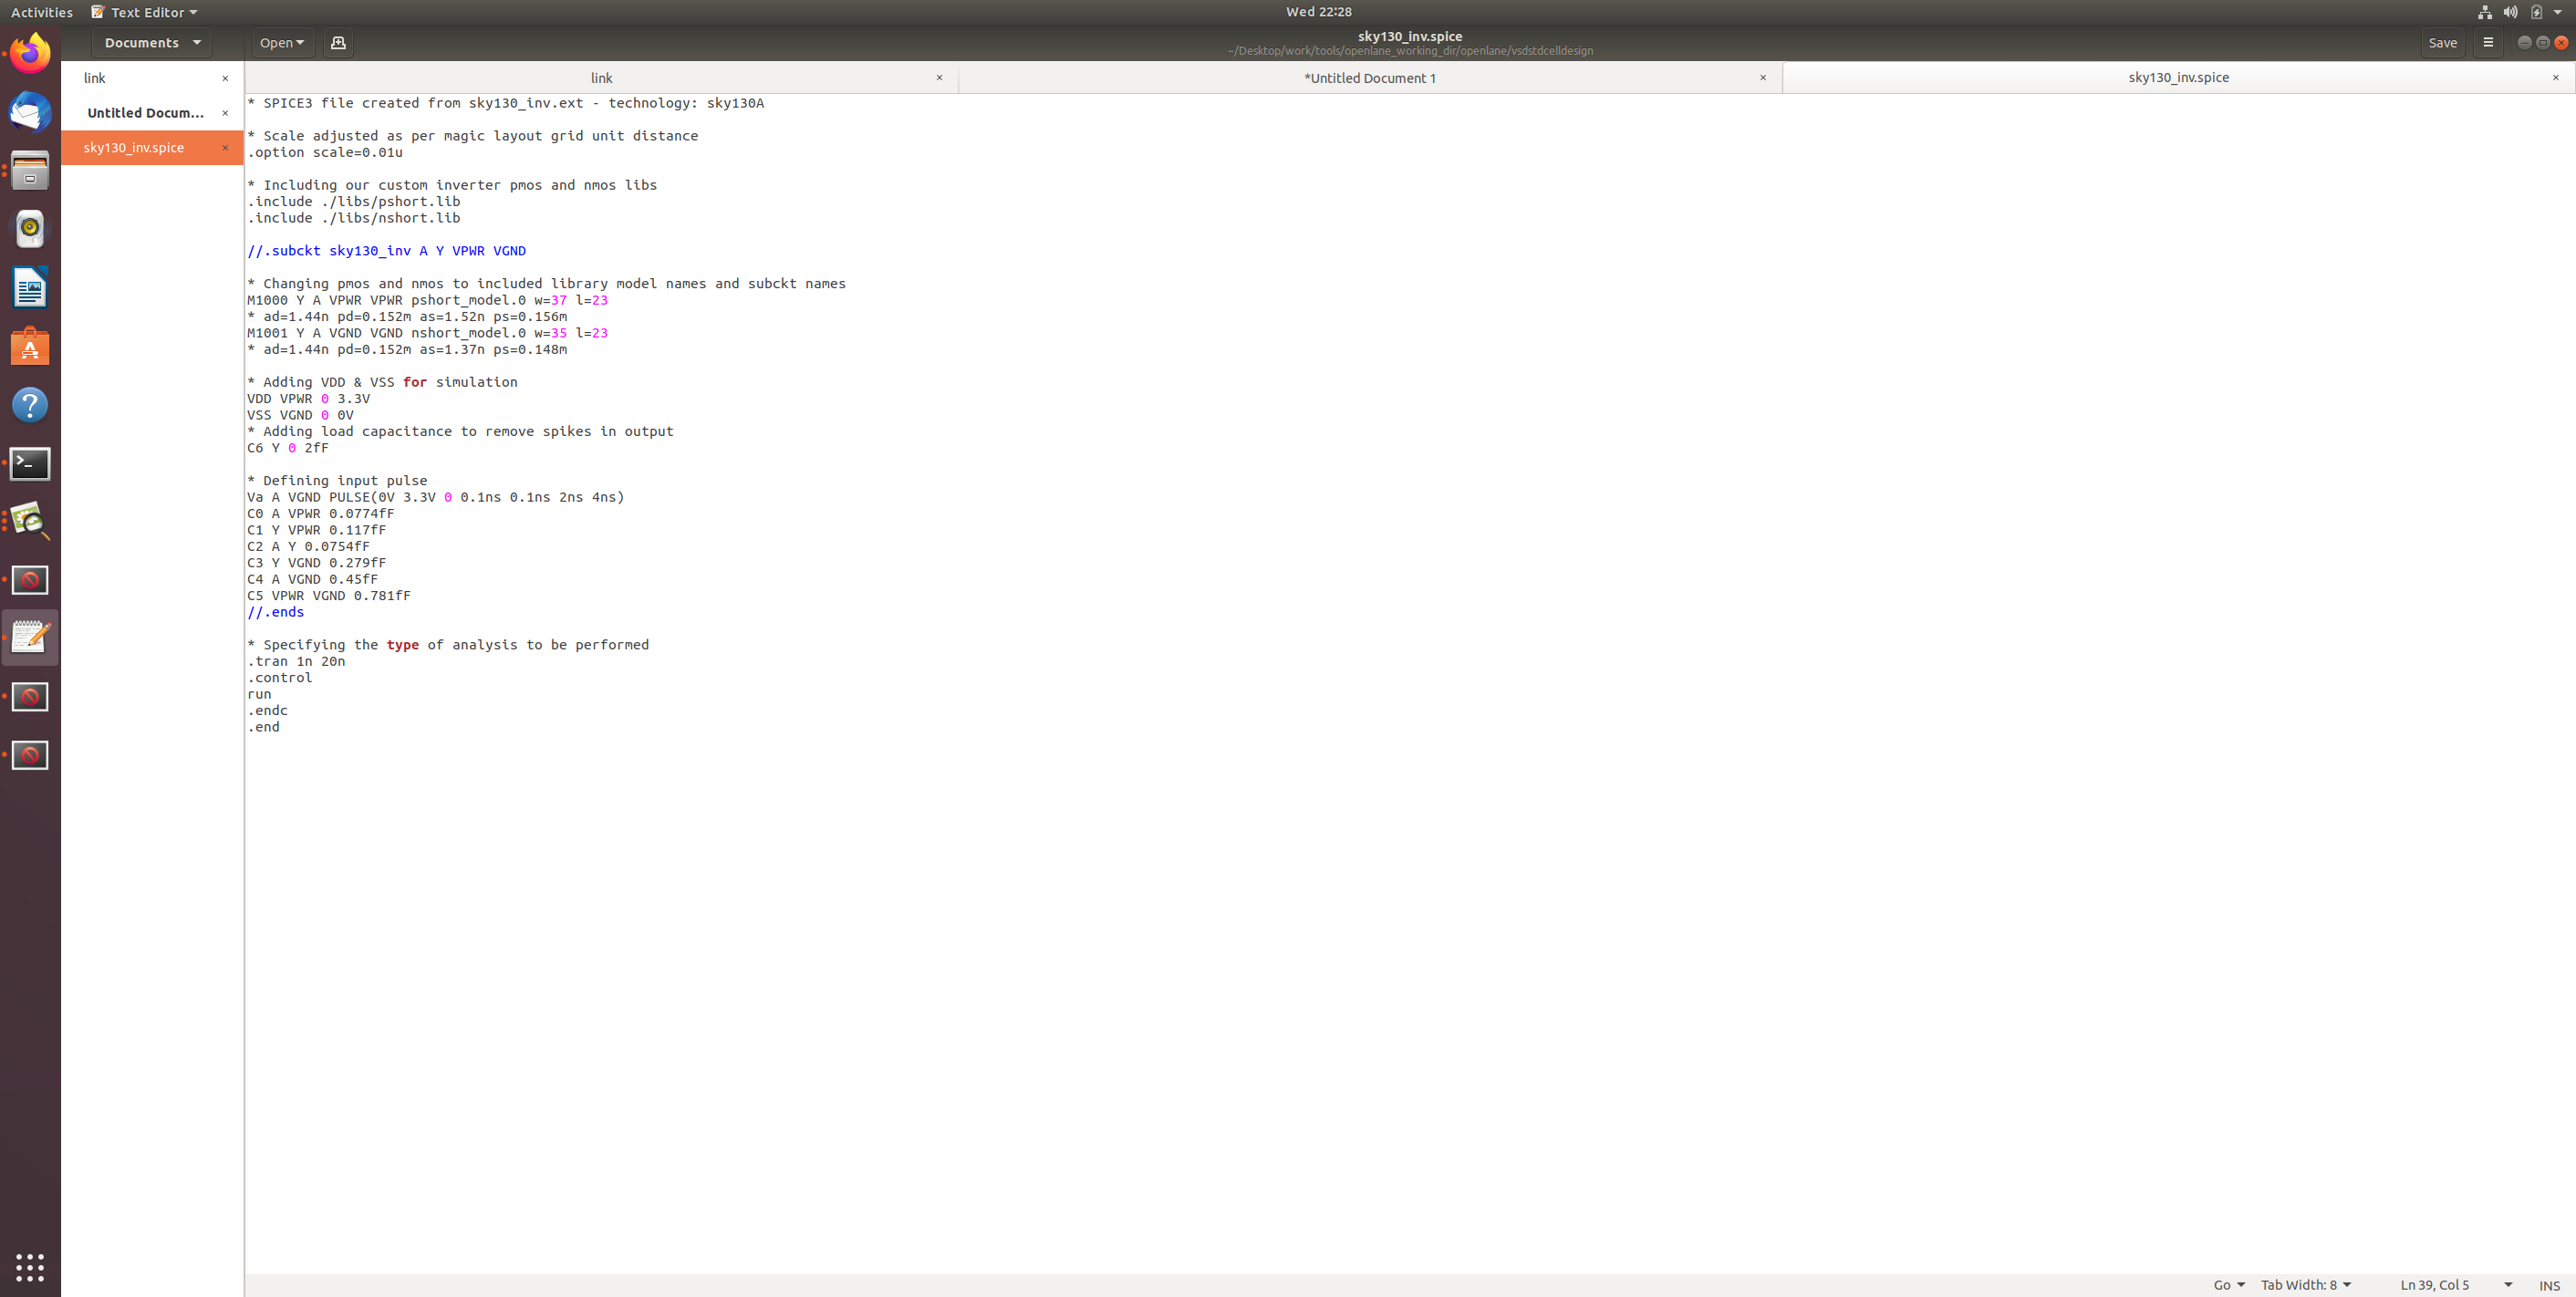 Activities Text Editor Wed 22:28
Documents Open sky130_inv.spice Save
~/Desktop/work/tools/openlane_working_dir/openlane/vsdstdcelldesign
link × link × *Untitled Document 1 × sky130_inv.spice ×
Untitled Docum... ×
sky130_inv.spice ×
* SPICE3 file created from sky130_inv.ext - technology: sky130A
* Scale adjusted as per magic layout grid unit distance
.option scale=0.01u
* Including our custom inverter pmos and nmos libs
.include ./libs/pshort.lib
.include ./libs/nshort.lib
//.subckt sky130_inv A Y VPWR VGND
* Changing pmos and nmos to included library model names and subckt names
M1000 Y A VPWR VPWR pshort_model.0 w=37 l=23
* ad=1.44n pd=0.152m as=1.52n ps=0.156m
M1001 Y A VGND VGND nshort_model.0 w=35 l=23
* ad=1.44n pd=0.152m as=1.37n ps=0.148m
* Adding VDD & VSS for simulation
VDD VPWR 0 3.3V
VSS VGND 0 0V
* Adding load capacitance to remove spikes in output
C6 Y 0 2fF
* Defining input pulse
Va A VGND PULSE(0V 3.3V 0 0.1ns 0.1ns 2ns 4ns)
C0 A VPWR 0.0774fF
C1 Y VPWR 0.117fF
C2 A Y 0.0754fF
C3 Y VGND 0.279fF
C4 A VGND 0.45fF
C5 VPWR VGND 0.781fF
//.ends
* Specifying the type of analysis to be performed
.tran 1n 20n
.control
run
.endc
.end
Go Tab Width: 8 Ln 39, Col 5 INS